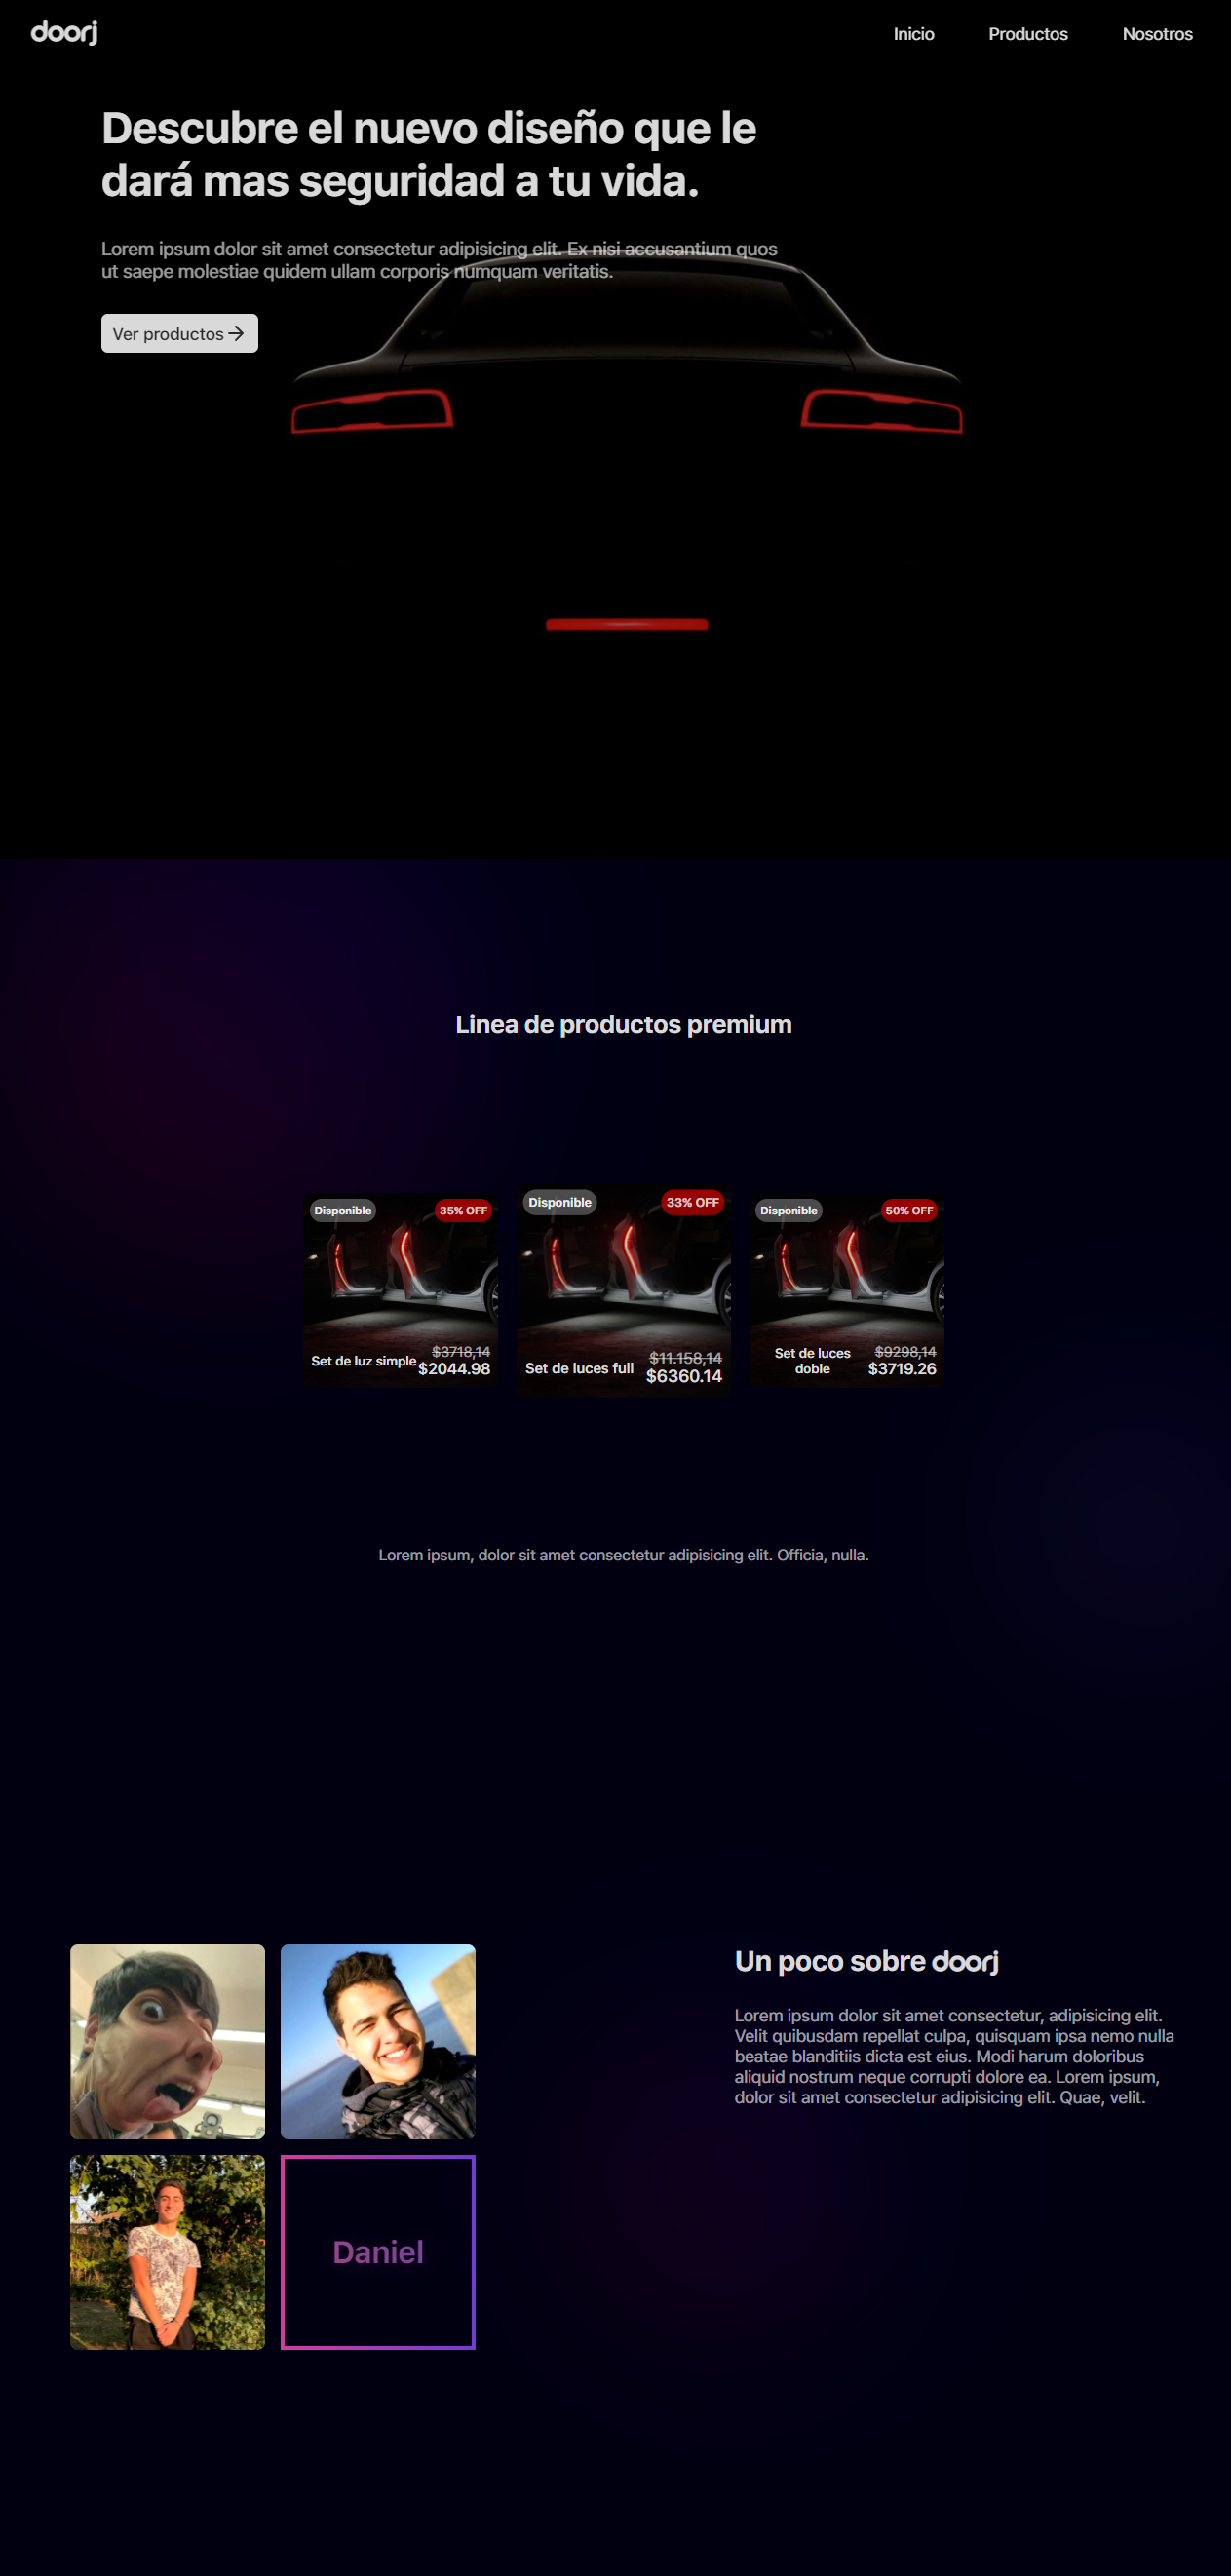 doorj
Inicio
Productos
Nosotros
Descubre el nuevo diseño que le
dará mas seguridad a tu vida.
Lorem ipsum dolor sit amet consectetur adipisicing elit. Ex nisi accusantium quos
ut saepe molestiae quidem ullam corporis numquam veritatis.
Ver productos
Linea de productos premium
Disponible
35% OFF
Set de luz simple
$3718,14
$2044.98
Disponible
33% OFF
Set de luces full
$11.158,14
$6360.14
Disponible
50% OFF
Set de luces
doble
$9298,14
$3719.26
Lorem ipsum, dolor sit amet consectetur adipisicing elit. Officia, nulla.
Daniel
Un poco sobre doorj
Lorem ipsum dolor sit amet consectetur, adipisicing elit.
Velit quibusdam repellat culpa, quisquam ipsa nemo nulla
beatae blanditiis dicta est eius. Modi harum doloribus
aliquid nostrum neque corrupti dolore ea. Lorem ipsum,
dolor sit amet consectetur adipisicing elit. Quae, velit.